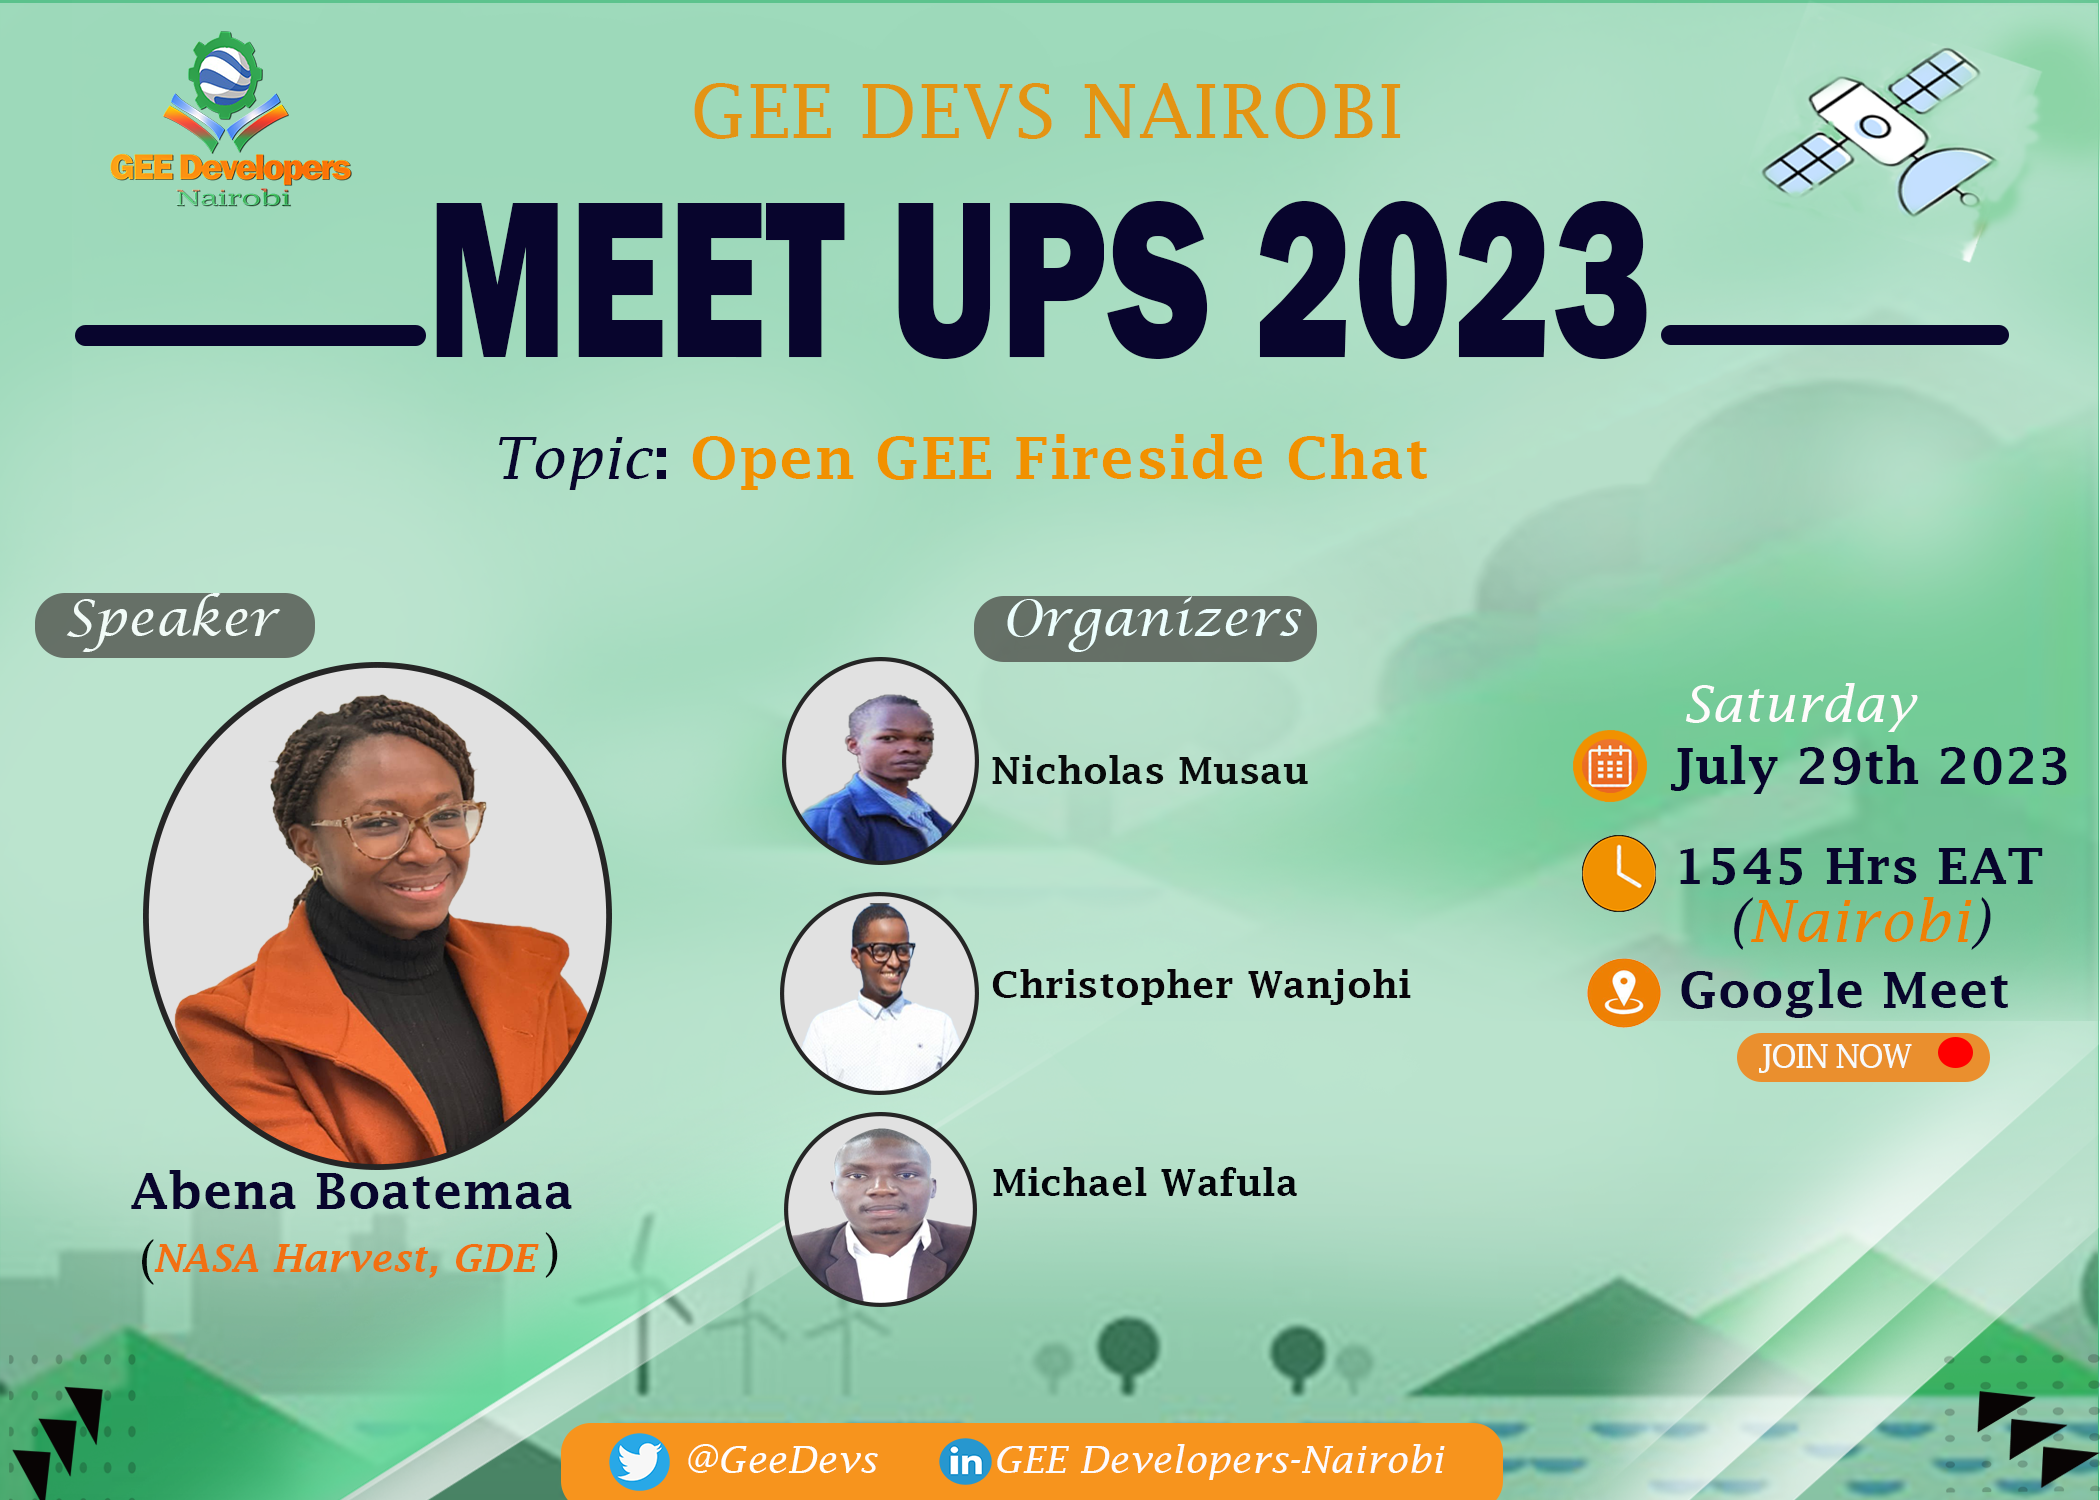 GEE Developers
Nairobi
GEE DEVS NAIROBI
MEET UPS 2023
Topic: Open GEE Fireside Chat
Speaker
Abena Boatemaa
(NASA Harvest, GDE)
Organizers
Nicholas Musau
Christopher Wanjohi
Michael Wafula
Saturday
July 29th 2023
1545 Hrs EAT
(Nairobi)
Google Meet
JOIN NOW
@GeeDevs
in GEE Developers-Nairobi